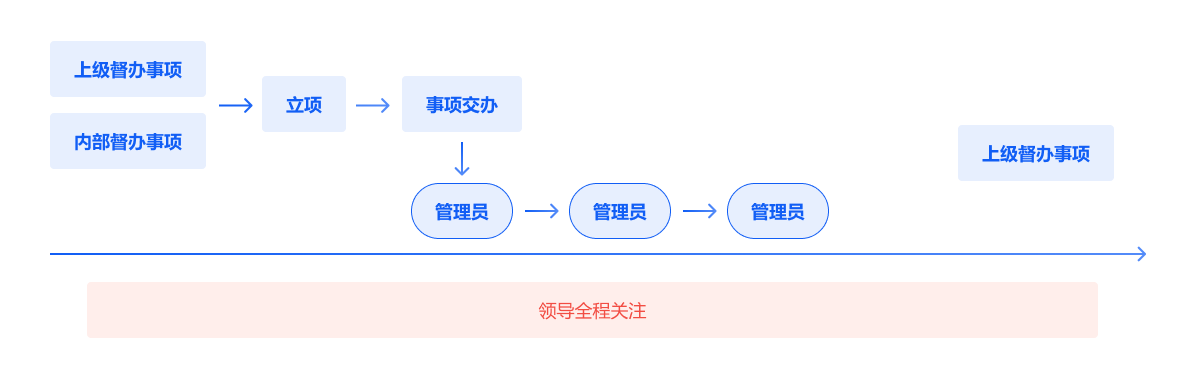 上级督办事项
内部督办事项
立项
事项交办
上级督办事项
管理员
管理员
管理员
领导全程关注